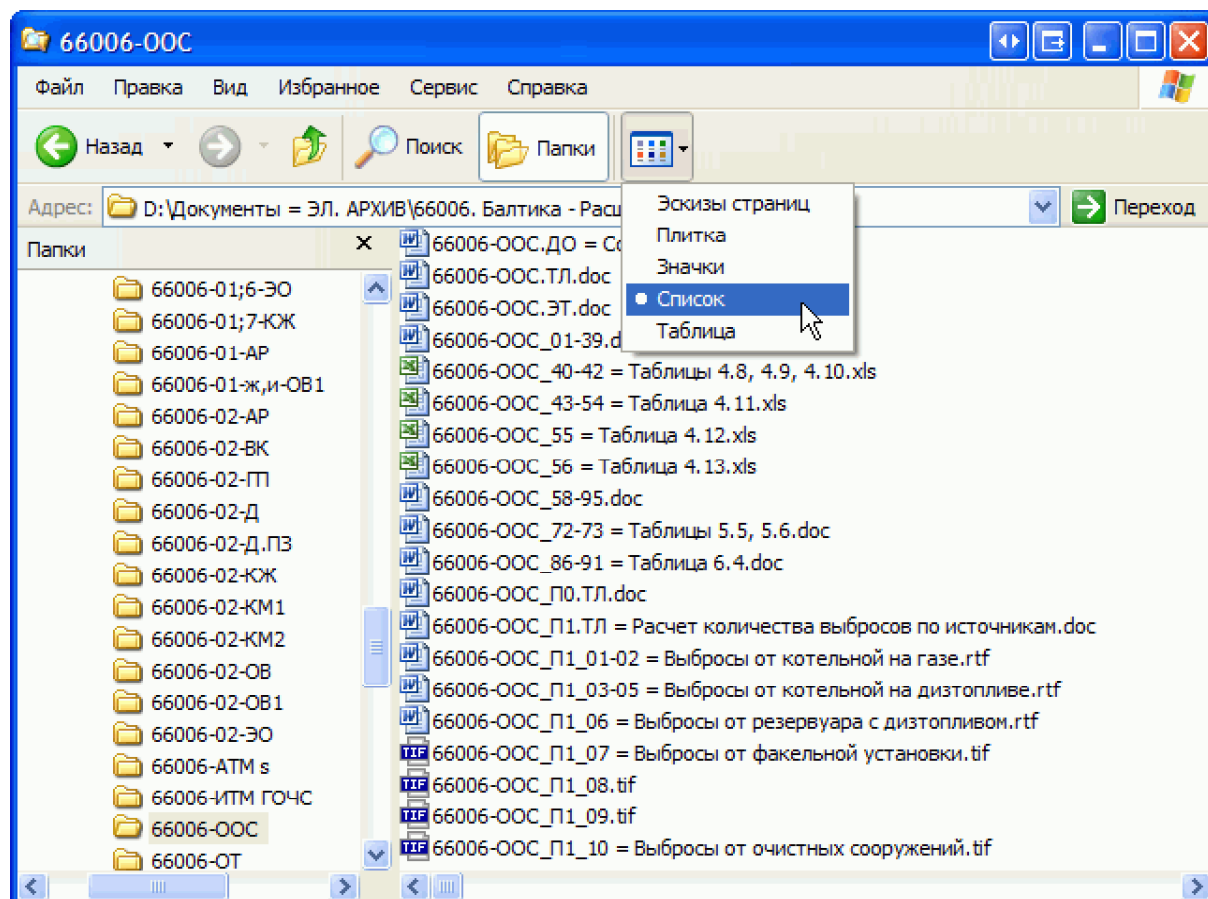 66006-ООС
Файл Правка Вид Избранное Сервис Справка
Назад Поиск Папки
Адрес: D:\Документы = ЭЛ. АРХИВ\66006. Балтика - Расш Переход
Эскизы страниц
Плитка
Значки
Список
Таблица
Папки
66006-01;6-ЭО
66006-01;7-КЖ
66006-01-АР
66006-01-ж,и-ОВ1
66006-02-АР
66006-02-ВК
66006-02-ГП
66006-02-Д
66006-02-Д.ПЗ
66006-02-КЖ
66006-02-КМ1
66006-02-КМ2
66006-02-ОВ
66006-02-ОВ1
66006-02-ЭО
66006-АТМ s
66006-ИТМ ГОЧС
66006-ООС
66006-ОТ
66006-ООС.ДО = Со
66006-ООС.ТЛ.doc
66006-ООС.ЭТ.doc
66006-ООС_01-39.d
66006-ООС_40-42 = Таблицы 4.8, 4.9, 4.10.xls
66006-ООС_43-54 = Таблица 4.11.xls
66006-ООС_55 = Таблица 4.12.xls
66006-ООС_56 = Таблица 4.13.xls
66006-ООС_58-95.doc
66006-ООС_72-73 = Таблицы 5.5, 5.6.doc
66006-ООС_86-91 = Таблица 6.4.doc
66006-ООС_П0.ТЛ.doc
66006-ООС_П1.ТЛ = Расчет количества выбросов по источникам.doc
66006-ООС_П1_01-02 = Выбросы от котельной на газе.rtf
66006-ООС_П1_03-05 = Выбросы от котельной на дизтопливе.rtf
66006-ООС_П1_06 = Выбросы от резервуара с дизтопливом.rtf
TIF 66006-ООС_П1_07 = Выбросы от факельной установки.tif
TIF 66006-ООС_П1_08.tif
TIF 66006-ООС_П1_09.tif
TIF 66006-ООС_П1_10 = Выбросы от очистных сооружений.tif